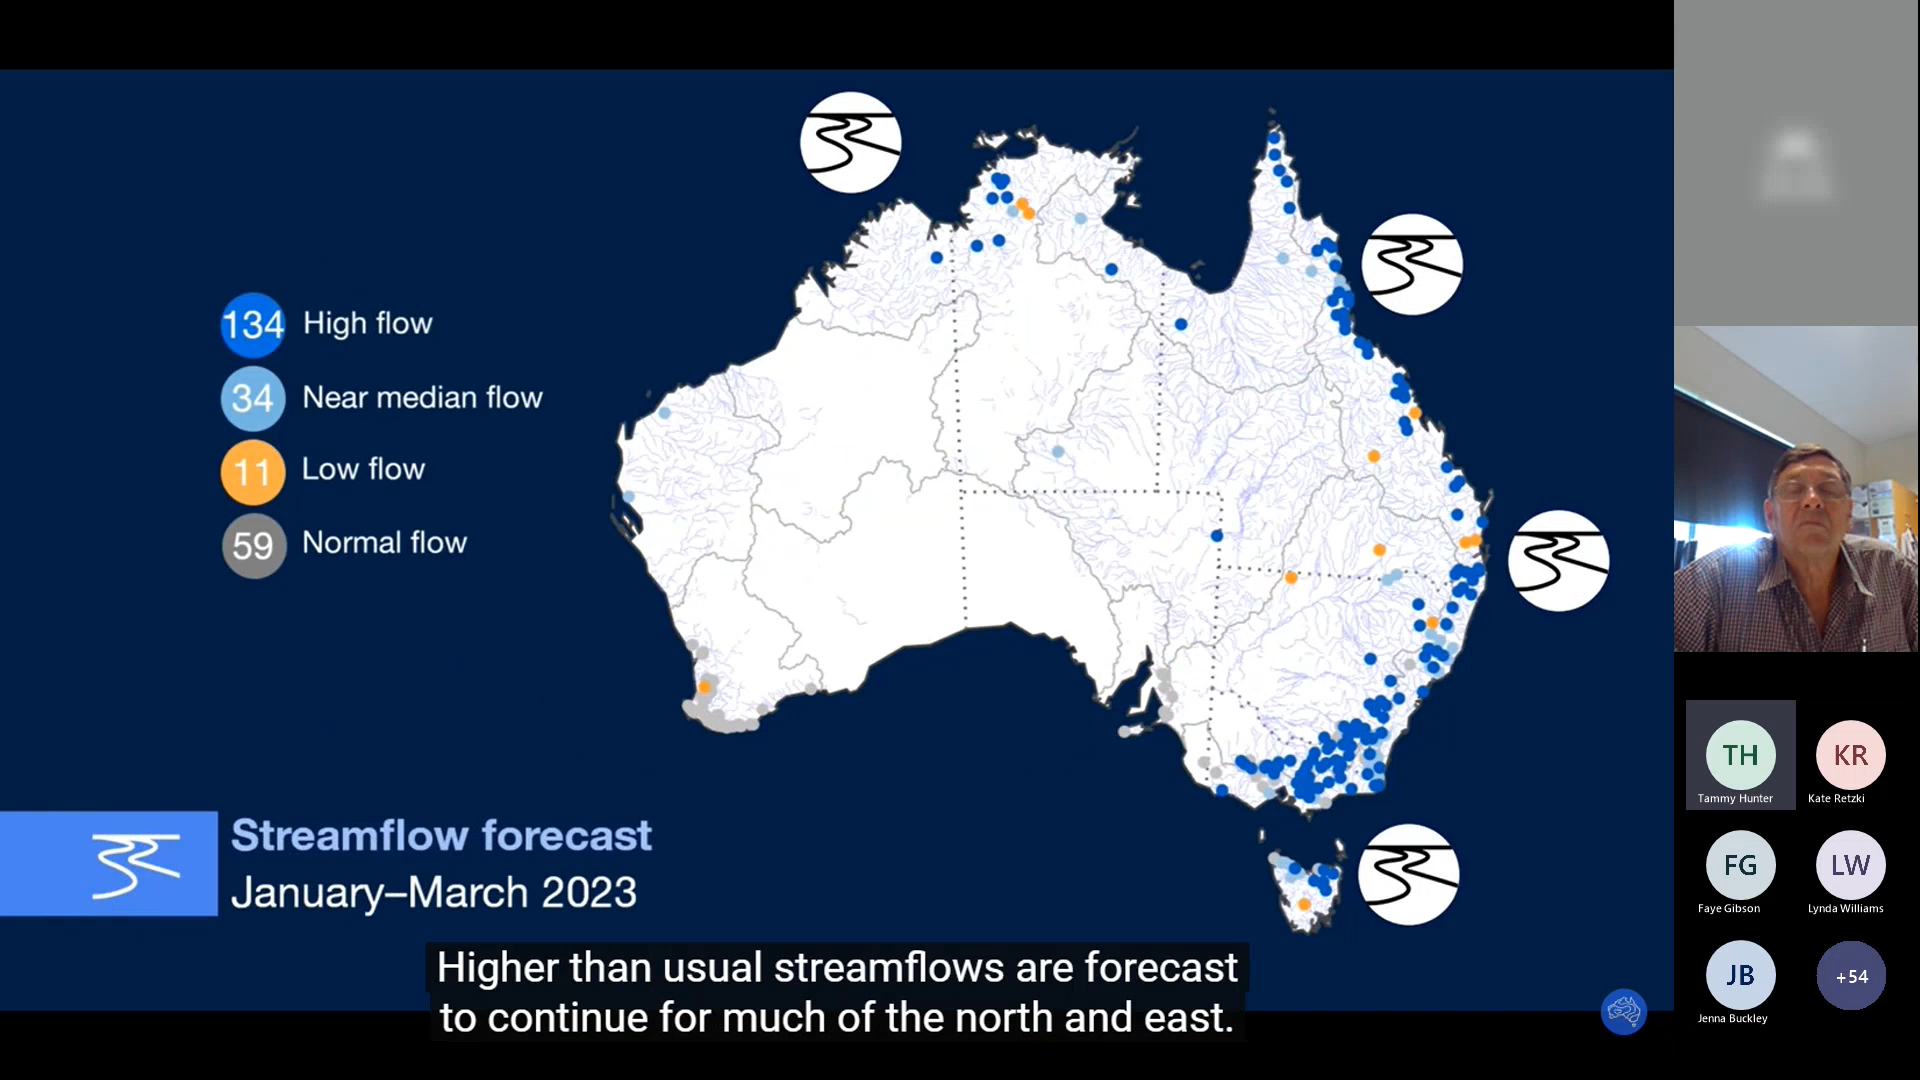 134 High flow
34 Near median flow
11 Low flow
59 Normal flow
Streamflow forecast
January–March 2023
Higher than usual streamflows are forecast
to continue for much of the north and east.
TH
Tammy Hunter
KR
Kate Retzki
FG
Faye Gibson
LW
Lynda Williams
JB
Jenna Buckley
+54